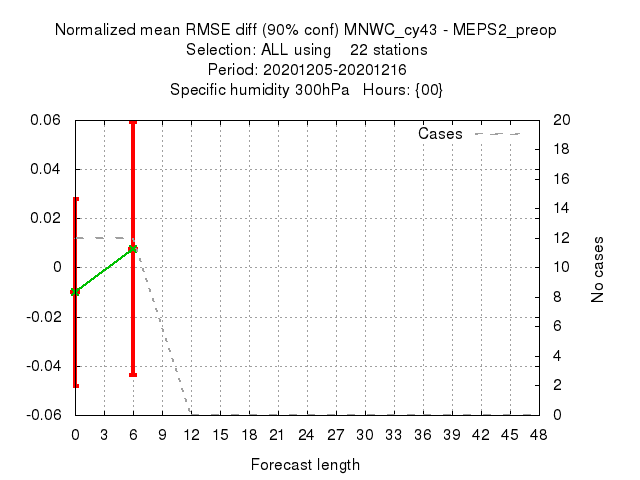 Normalized mean RMSE diff (90% conf) MNWC_cy43 - MEPS2_preop
Selection: ALL using    22 stations
Period: 20201205-20201216
Specific humidity 300hPa   Hours: {00}
Cases
0.06
0.04
0.02
0
-0.02
-0.04
-0.06
20
18
16
14
12
10
8
6
4
2
0
No cases
0 3 6 9 12 15 18 21 24 27 30 33 36 39 42 45 48
Forecast length